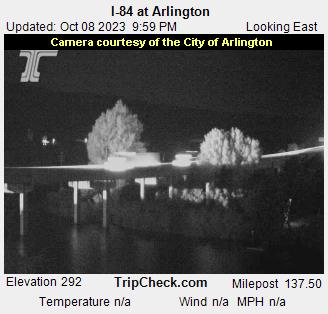 I-84 at Arlington
Updated: Oct 08 2023 9:59 PM Looking East
Camera courtesy of the City of Arlington
Elevation 292 TripCheck.com Milepost 137.50
Temperature n/a Wind n/a MPH n/a